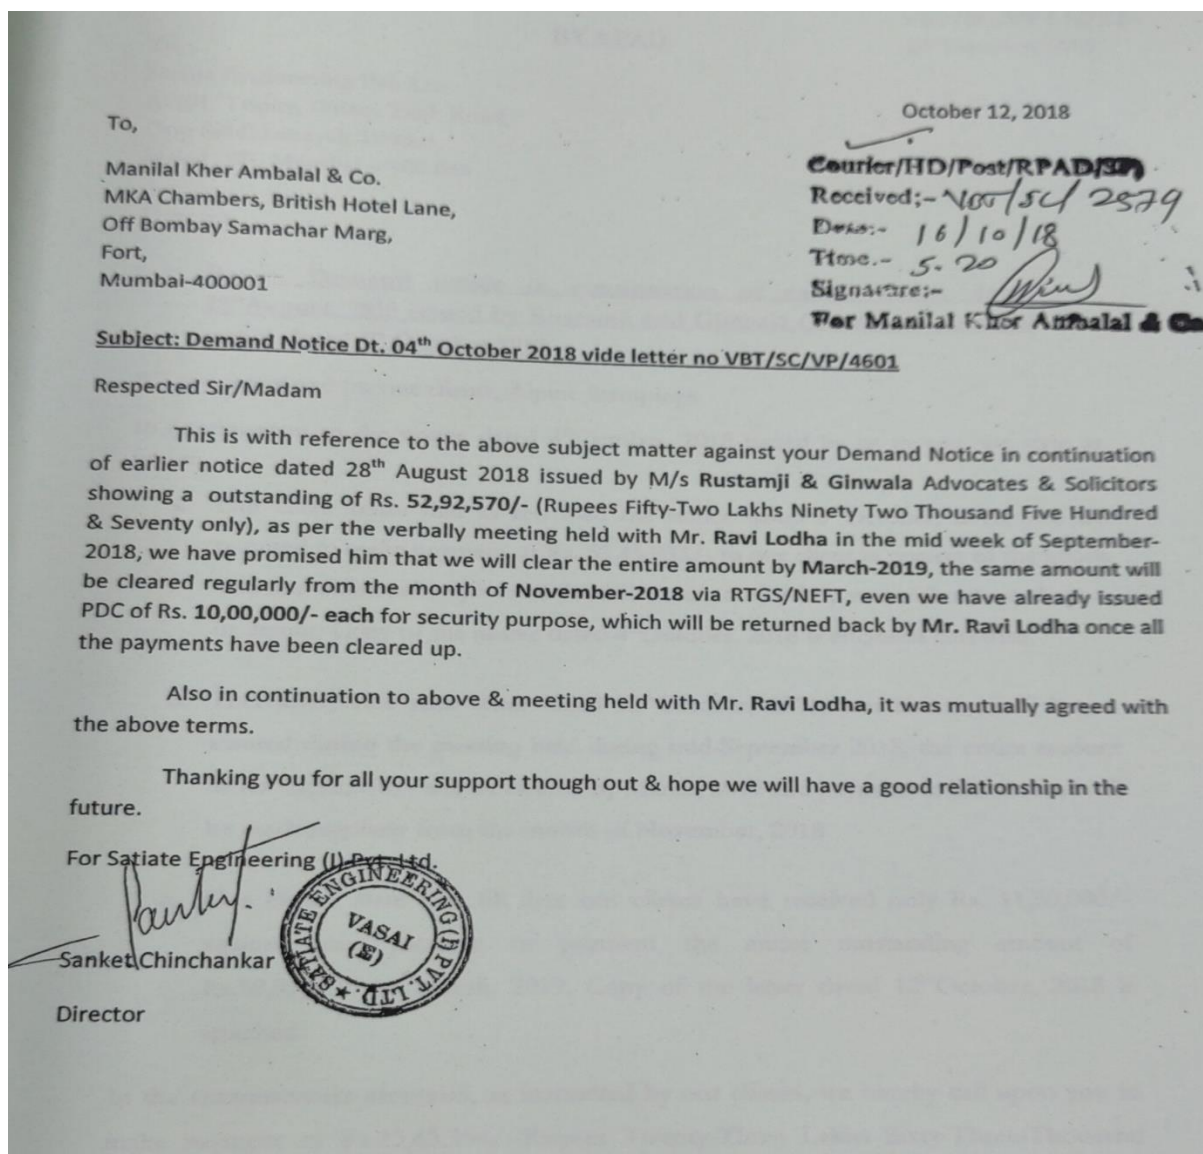 October 12, 2018
To,
Manilal Kher Ambalal & Co.
MKA Chambers, British Hotel Lane,
Off Bombay Samachar Marg,
Fort,
Mumbai-400001
Courier/HD/Post/RPAD/
Received:- 2579
Date:- 16/10/18
Time.- 5.20
Signature:-
For Manilal Kher Ambalal & Co
Subject: Demand Notice Dt. 04th October 2018 vide letter no VBT/SC/VP/4601
Respected Sir/Madam
This is with reference to the above subject matter against your Demand Notice in continuation
of earlier notice dated 28th August 2018 issued by M/s Rustamji & Ginwala Advocates & Solicitors
showing a outstanding of Rs. 52,92,570/- (Rupees Fifty-Two Lakhs Ninety Two Thousand Five Hundred
& Seventy only), as per the verbally meeting held with Mr. Ravi Lodha in the mid week of September-
2018, we have promised him that we will clear the entire amount by March-2019, the same amount will
be cleared regularly from the month of November-2018 via RTGS/NEFT, even we have already issued
PDC of Rs. 10,00,000/- each for security purpose, which will be returned back by Mr. Ravi Lodha once all
the payments have been cleared up.
Also in continuation to above & meeting held with Mr. Ravi Lodha, it was mutually agreed with
the above terms.
Thanking you for all your support though out & hope we will have a good relationship in the
future.
For Satiate Engineering (I) Pvt. Ltd.
SATIATE ENGINEERING (I) PVT. LTD.
VASAI
(E)
Sanket Chinchankar
Director